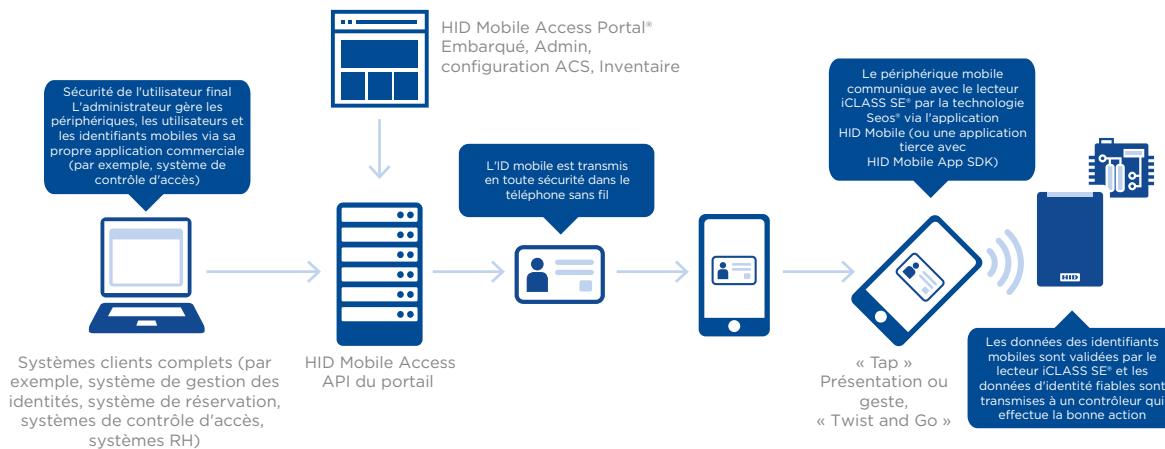 HID Mobile Access Portal®
Embarqué, Admin,
configuration ACS, Inventaire
Sécurité de l'utilisateur final
L'administrateur gère les
périphériques, les utilisateurs et
les identifiants mobiles via sa
propre application commerciale
(par exemple, système de
contrôle d'accès)
L'ID mobile est transmis
en toute sécurité dans le
téléphone sans fil
Le périphérique mobile
communique avec le lecteur
iCLASS SE® par la technologie
Seos® via l'application
HID Mobile (ou une application
tierce avec
HID Mobile App SDK)
HID
Systèmes clients complets (par
exemple, système de gestion des
identités, système de réservation,
systèmes de contrôle d'accès,
systèmes RH)
HID Mobile Access
API du portail
« Tap »
Présentation ou
geste,
« Twist and Go »
Les données des identifiants
mobiles sont validées par le
lecteur iCLASS SE® et les
données d'identité fiables sont
transmises à un contrôleur qui
effectue la bonne action